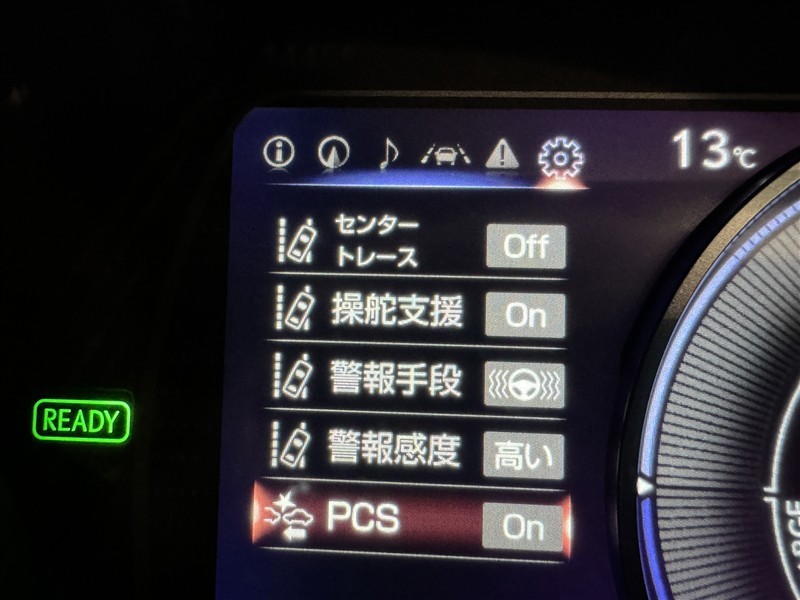 13℃
センター
トレース
Off
操舵支援
On
警報手段
警報感度
高い
PCS
On
READY